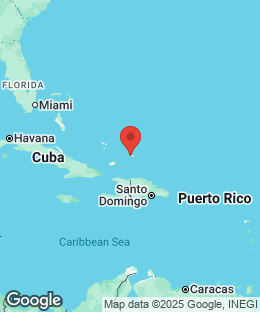 FLORIDA
Miami
Havana
Cuba
Santo
Domingo
Puerto Rico
Caribbean Sea
Caracas
Google
Map data ©2025 Google, INEGI